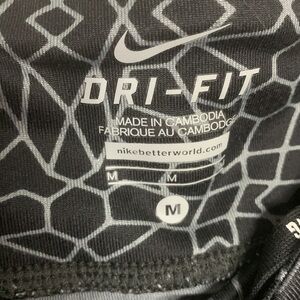 DRI-FIT
MADE IN CAMBODIA
FABRIQUE AU CAMBODGE
nikebetterworld.com
M M
M